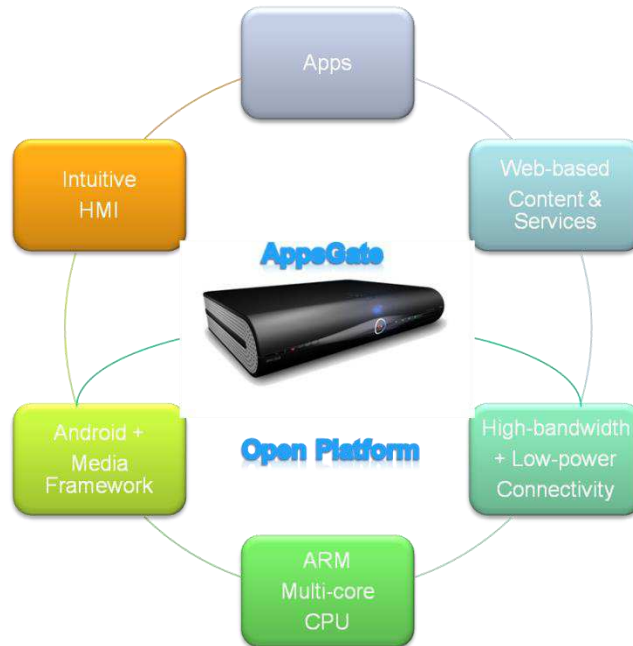 Apps
Intuitive
HMI
Web-based
Content &
Services
AppsGate
Android +
Media
Framework
Open Platform
High-bandwidth
+ Low-power
Connectivity
ARM
Multi-core
CPU